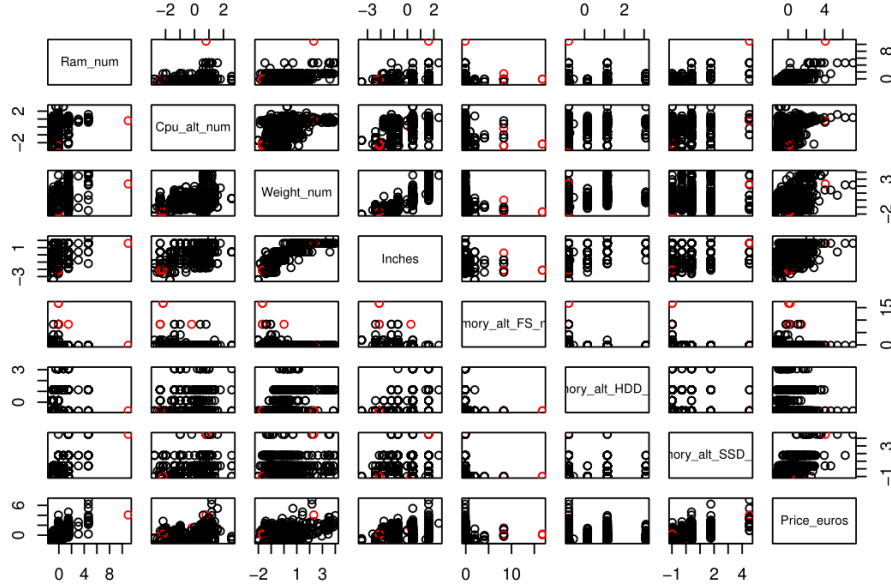 -2 0 2
-3 0 2
0 2
0 4
Ram_num
0 8
-2 2
Cpu_alt_num
Weight_num
-2 3
-3 1
Inches
mory_alt_FS_n
0 15
0 3
nory_alt_HDD_
nory_alt_SSD_
-1 3
0 6
Price_euros
0 4 8
-2 1 3
0 10
-1 2 4